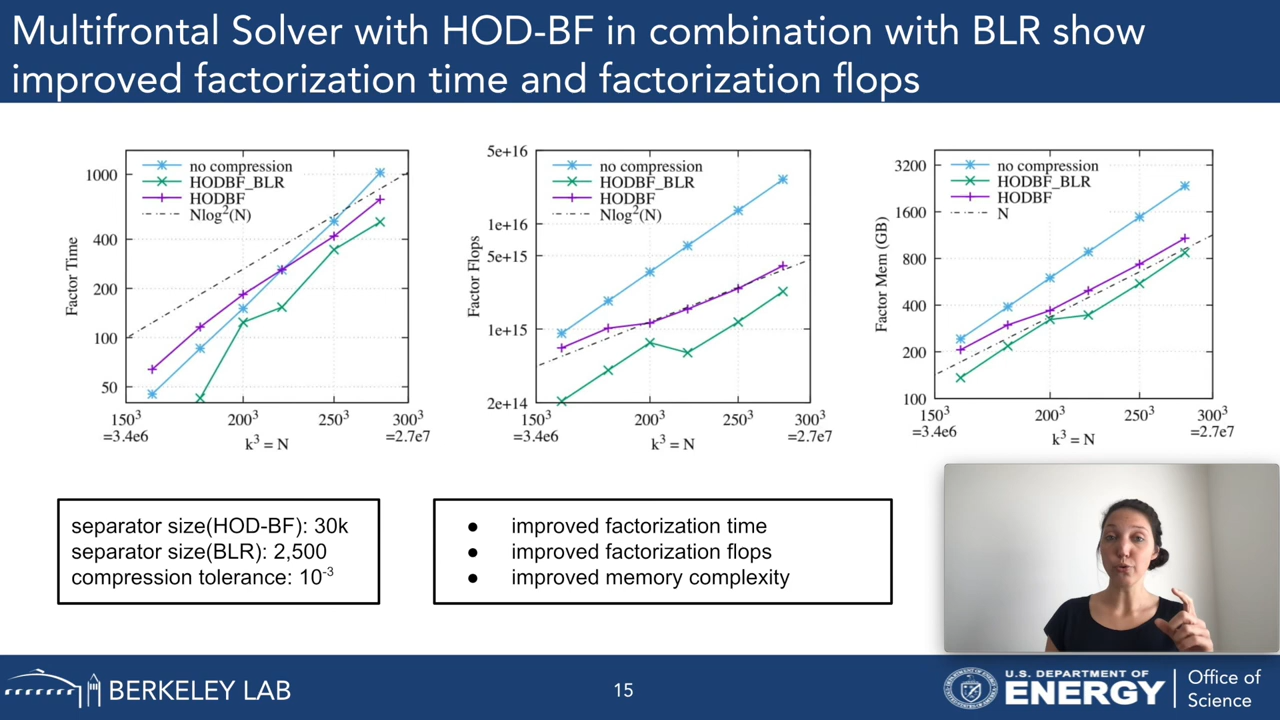 Multifrontal Solver with HOD-BF in combination with BLR show
improved factorization time and factorization flops
no compression
HODBF_BLR
HODBF
Nlog²(N)
Factor Time
1000
400
200
100
50
150³
=3.4e6
200³
250³
300³
=2.7e7
k³ = N
no compression
HODBF_BLR
HODBF
Nlog²(N)
Factor Flops
5e+16
1e+16
5e+15
1e+15
2e+14
150³
=3.4e6
200³
250³
300³
=2.7e7
k³ = N
no compression
HODBF_BLR
HODBF
N
Factor Mem (GB)
3200
1600
800
400
200
100
150³
=3.4e6
200³
250³
300³
=2.7e7
k³ = N
separator size(HOD-BF): 30k
separator size(BLR): 2,500
compression tolerance: 10⁻³
● improved factorization time
● improved factorization flops
● improved memory complexity
BERKELEY LAB
15
U.S. DEPARTMENT OF
ENERGY
Office of
Science